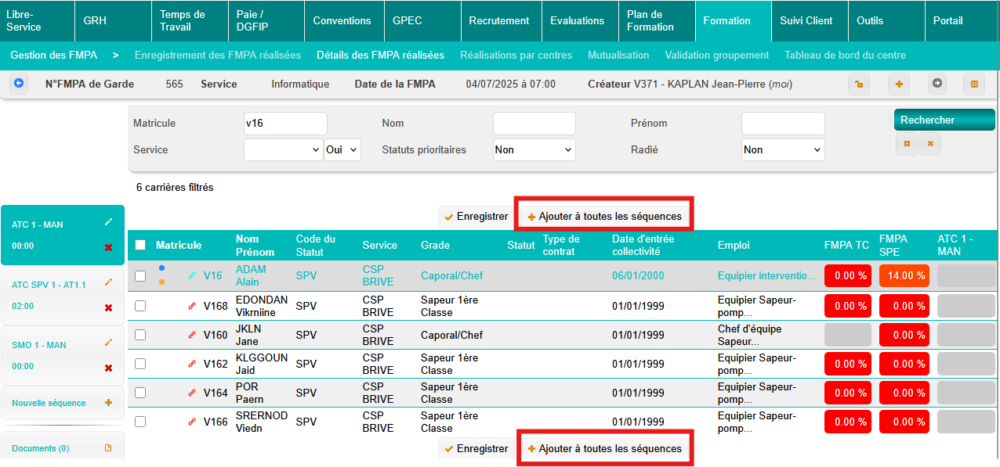 Libre-
Service
GRH
Temps de
Travail
Paie /
DGFIP
Conventions
GPEC
Recrutement
Evaluations
Plan de
Formation
Formation
Suivi Client
Outils
Portail
Gestion des FMPA > Enregistrement des FMPA réalisées Détails des FMPA réalisées Réalisations par centres Mutualisation Validation groupement Tableau de bord du centre
N°FMPA de Garde 565 Service Informatique Date de la FMPA 04/07/2025 à 07:00 Créateur V371 - KAPLAN Jean-Pierre (moi)
Matricule v16 Nom Prénom Rechercher
Service Oui Statuts prioritaires Non Radié Non
6 carrières filtrés
Enregistrer Ajouter à toutes les séquences
ATC 1 - MAN
00:00
ATC SPV 1 - AT1.1
02:00
SMO 1 - MAN
00:00
Nouvelle séquence
Documents (0)
Matricule
Nom
Prénom
Code du
Statut
Service
Grade
Statut
Type de
contrat
Date d'entrée
collectivité
Emploi
FMPA TC
FMPA
SPE
ATC 1 -
MAN
V16
ADAM
Alain
SPV
CSP
BRIVE
Caporal/Chef
06/01/2000
Equipier interventio...
0.00 %
14.00 %
V168
EDONDAN
Vikrniine
SPV
CSP
BRIVE
Sapeur 1ère
Classe
01/01/1999
Equipier Sapeur-
pomp...
0.00 %
0.00 %
V160
JKLN
Jane
SPV
CSP
BRIVE
Caporal/Chef
01/01/1999
Chef d'équipe
Sapeur...
0.00 %
V162
KLGGOUN
Jaid
SPV
CSP
BRIVE
Sapeur 1ère
Classe
01/01/1999
Equipier Sapeur-
pomp...
0.00 %
0.00 %
V164
POR
Paern
SPV
CSP
BRIVE
Sapeur 1ère
Classe
01/01/1999
Equipier Sapeur-
pomp...
0.00 %
0.00 %
V166
SRERNOD
Viedn
SPV
CSP
BRIVE
Sapeur 1ère
Classe
01/01/1999
Equipier Sapeur-
pomp...
0.00 %
0.00 %
Enregistrer Ajouter à toutes les séquences